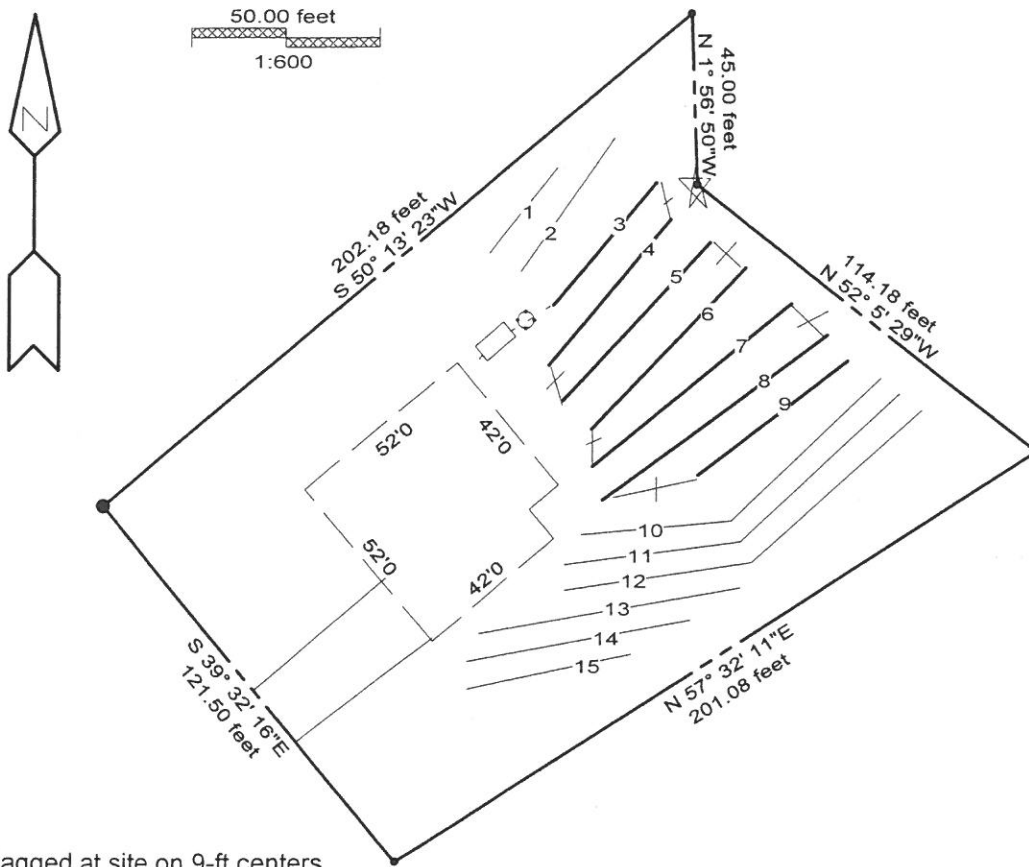 50.00 feet
1:600
N
45.00 feet
N 1° 56' 50"W
202.18 feet
S 50° 13' 23"W
114.18 feet
N 52° 5' 29"W
1
2
3
4
5
6
7
8
9
52'0
42'0
52'0
42'0
10
11
12
13
14
15
S 39° 32' 16"E
121.50 feet
N 57° 32' 11"E
201.08 feet
agged at site on 9-ft centers